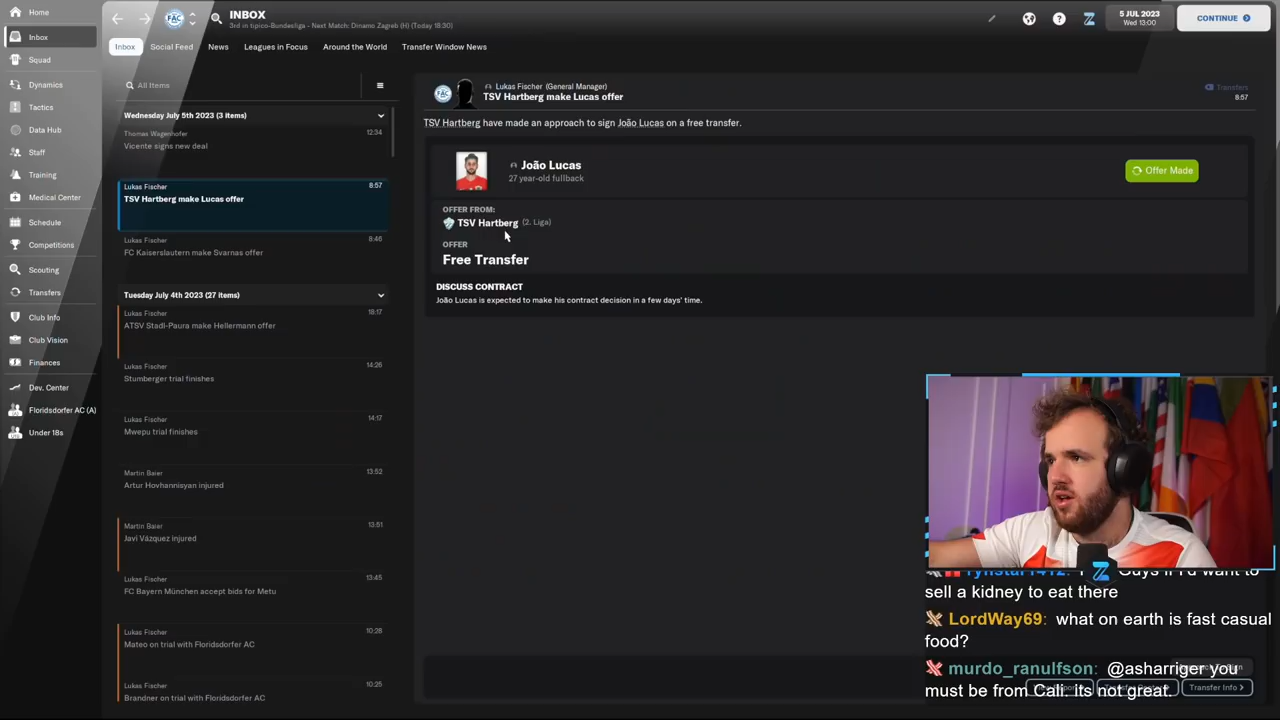 Home
Inbox
Squad
Dynamics
Tactics
Data Hub
Staff
Training
Medical Center
Schedule
Competitions
Scouting
Transfers
Club Info
Club Vision
Finances
Dev. Center
Floridsdorfer AC (A)
Under 18s
INBOX
3rd in tipico-Bundesliga - Next Match: Dinamo Zagreb (H) (Today 19:30)
5 JUL 2023
Wed 13:00
CONTINUE
Inbox
Social Feed
News
Leagues in Focus
Around the World
Transfer Window News
All Items
Wednesday July 5th 2023 (3 items)
Thomas Wagenhofer
12:34
Vicente signs new deal
Lukas Fischer
8:57
TSV Hartberg make Lucas offer
Lukas Fischer
8:46
FC Kaiserslautern make Svarnas offer
Tuesday July 4th 2023 (27 items)
Lukas Fischer
18:17
ATSV Stadl-Paura make Hellermann offer
Lukas Fischer
14:26
Stumberger trial finishes
Lukas Fischer
14:17
Mwepu trial finishes
Martin Baier
13:52
Artur Hovhannisyan injured
Martin Baier
13:51
Javi Vázquez injured
Lukas Fischer
13:45
FC Bayern München accept bids for Metu
Lukas Fischer
10:28
Mateo on trial with Floridsdorfer AC
Lukas Fischer
10:25
Brandner on trial with Floridsdorfer AC
Lukas Fischer (General Manager)
TSV Hartberg make Lucas offer
Transfers
8:57
TSV Hartberg have made an approach to sign João Lucas on a free transfer.
João Lucas
27 year-old fullback
Offer Made
OFFER FROM:
TSV Hartberg (2. Liga)
OFFER
Free Transfer
DISCUSS CONTRACT
João Lucas is expected to make his contract decision in a few days' time.
Guys if I'd want to
sell a kidney to eat there
LordWay69: what on earth is fast casual
food?
murdo_ranulfson: @asharriger you
must be from Cali. Its not great.
Transfer Info